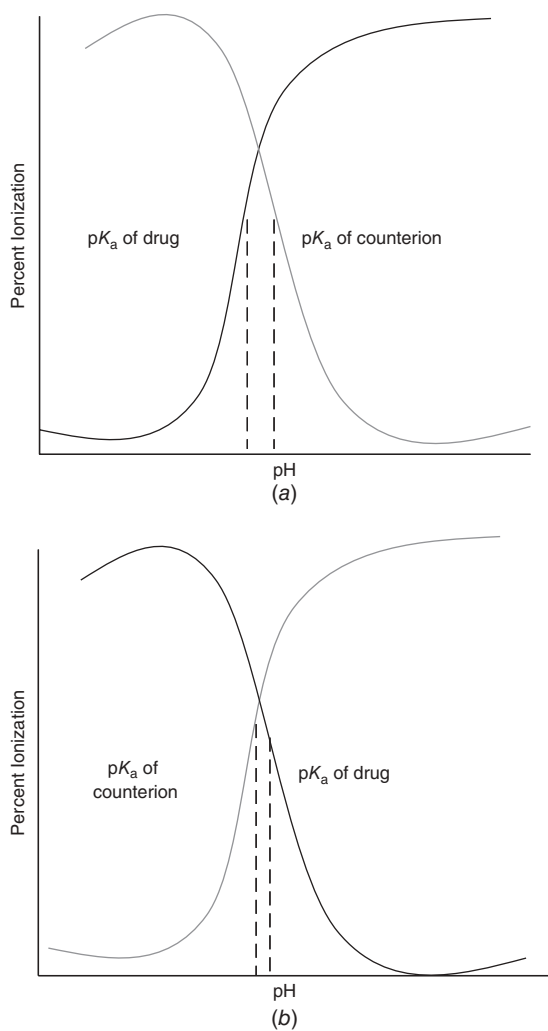 Percent Ionization
pKa of drug
pKa of counterion
pH
(a)
Percent Ionization
pKa of
counterion
pKa of drug
pH
(b)